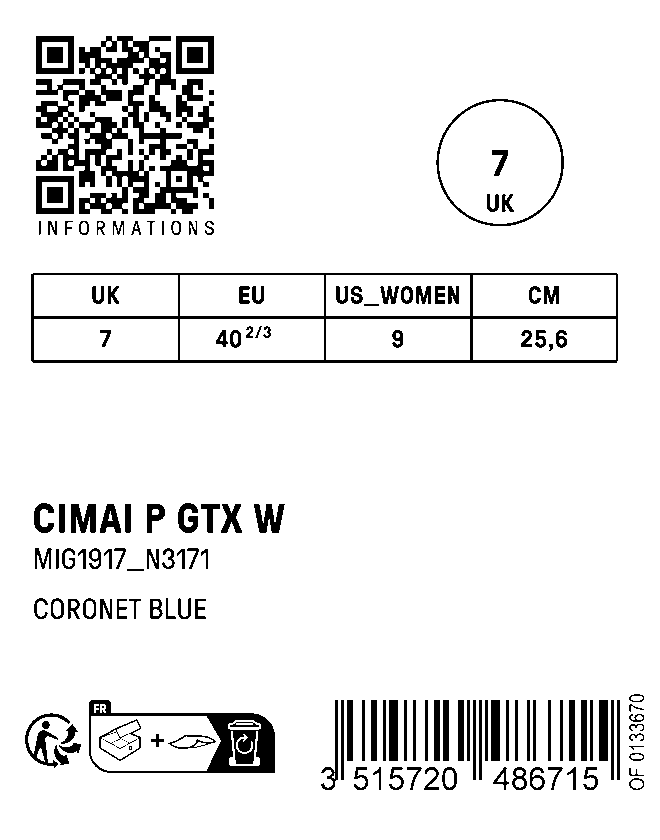 INFORMATIONS
7
UK
UK EU US_WOMEN CM
7 40 2/3 9 25,6
CIMAI P GTX W
MIG1917_N3171
CORONET BLUE
FR
+
3 515720 486715
OF 0133670